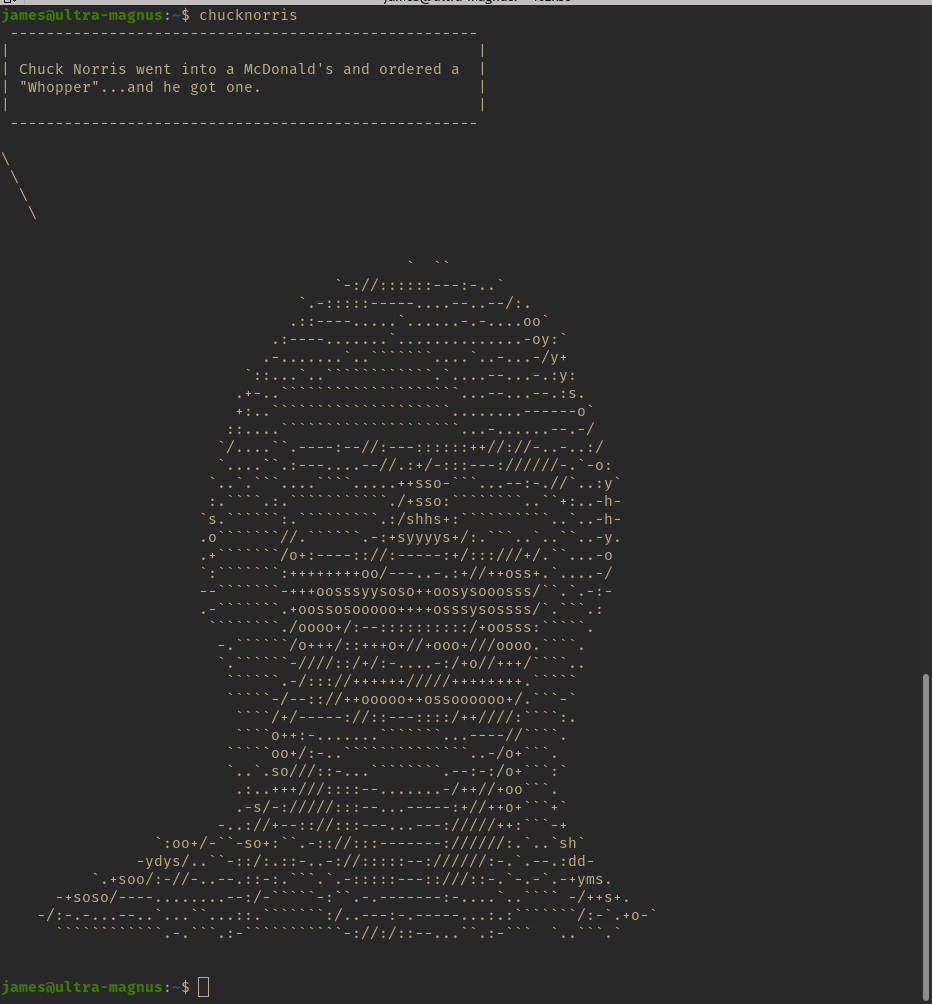 james@ultra-magnus:~$ chucknorris
Chuck Norris went into a McDonald's and ordered a
"Whopper"...and he got one.
james@ultra-magnus:~$